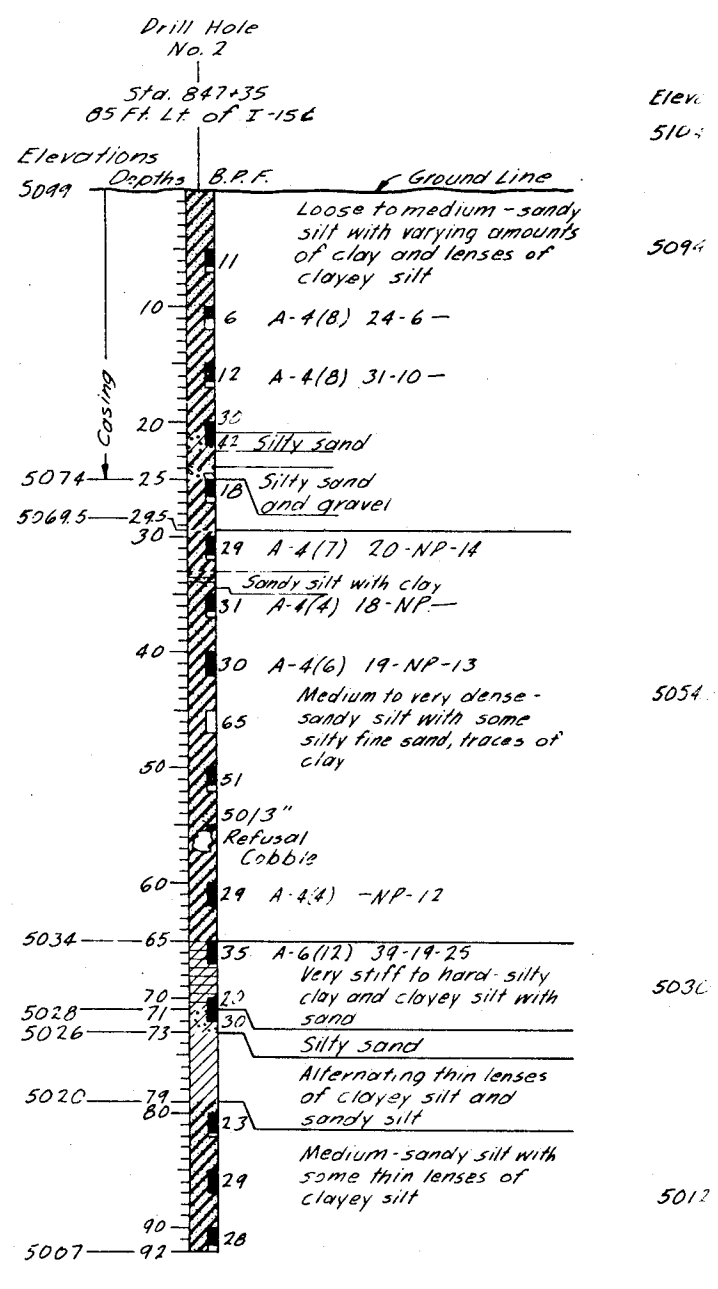 Drill Hole
No. 2
Sta. 847+35
85 Ft. Lt. of I-15℄
Elevations
Depths B.P.F.
5099
Ground Line
Loose to medium - sandy
silt with varying amounts
of clay and lenses of
clayey silt
11
10
6 A-4(8) 24-6 —
12 A-4(8) 31-10 —
Casing
20
30
42 Silty sand
5074 25
18 Silty sand
and gravel
5069.5 29.5
30
29 A-4(7) 20-NP-14
Sandy silt with clay
31 A-4(4) 18-NP-—
40
30 A-4(6) 19-NP-13
Medium to very dense -
sandy silt with some
silty fine sand, traces of
clay
65
50
51
50/3"
Refusal
Cobble
60
29 A-4(4) -NP-12
5034 65
35 A-6(12) 39-19-25
Very stiff to hard - silty
clay and clayey silt with
sand
70
20
5028 71
30
5026 73
Silty sand
Alternating thin lenses
of clayey silt and
sandy silt
5020 79
80
23
Medium - sandy silt with
some thin lenses of
clayey silt
29
90
28
5007 92
Elev
510
5094
5054
5030
5012